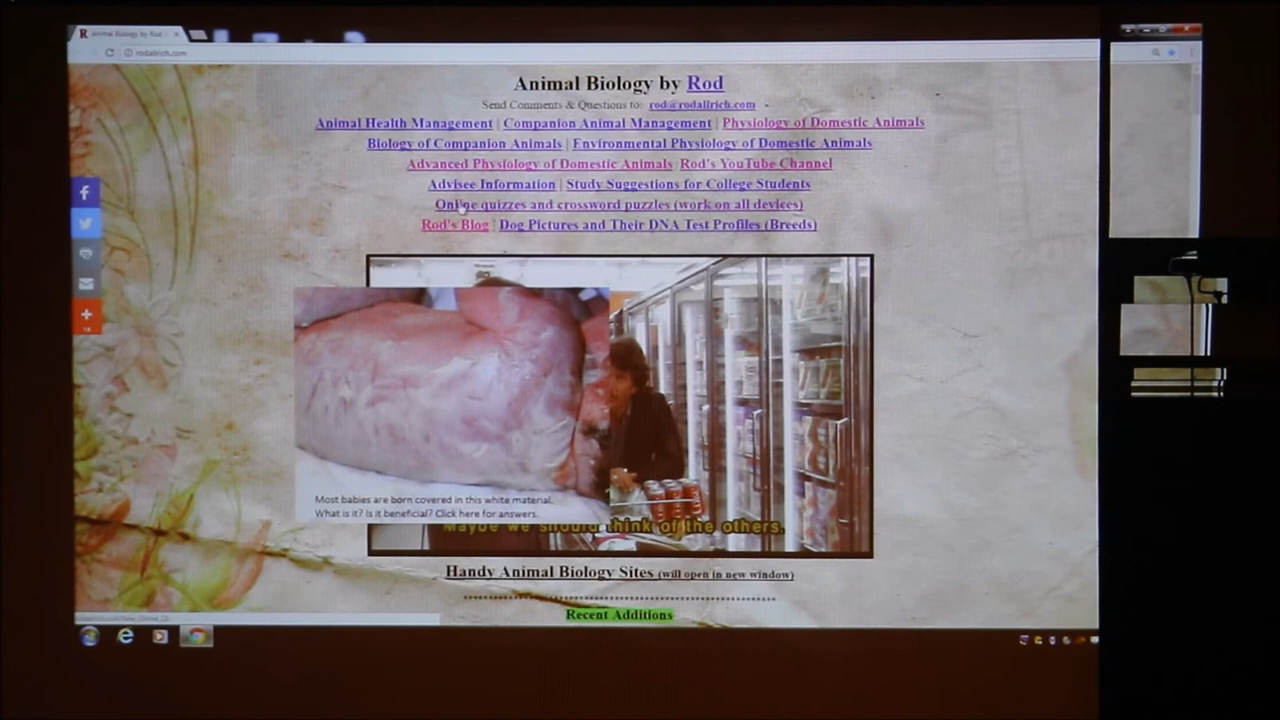 Animal Biology by Rod
rodallrich.com
Animal Biology by Rod
Send Comments & Questions to: rod@rodallrich.com -
Animal Health Management | Companion Animal Management | Physiology of Domestic Animals
Biology of Companion Animals | Environmental Physiology of Domestic Animals
Advanced Physiology of Domestic Animals Rod's YouTube Channel
Advisee Information | Study Suggestions for College Students
Online quizzes and crossword puzzles (work on all devices)
Rod's Blog | Dog Pictures and Their DNA Test Profiles (Breeds)
Most babies are born covered in this white material.
What is it? Is it beneficial? Click here for answers.
Maybe we should think of the others.
Handy Animal Biology Sites (will open in new window)
Recent Additions